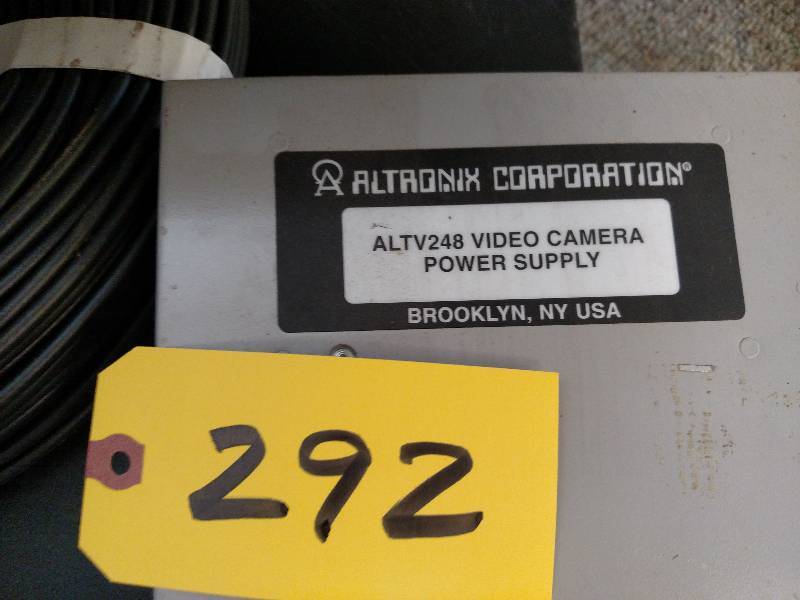 ALTRONIX CORPORATION®
ALTV248 VIDEO CAMERA
POWER SUPPLY
BROOKLYN, NY USA
292